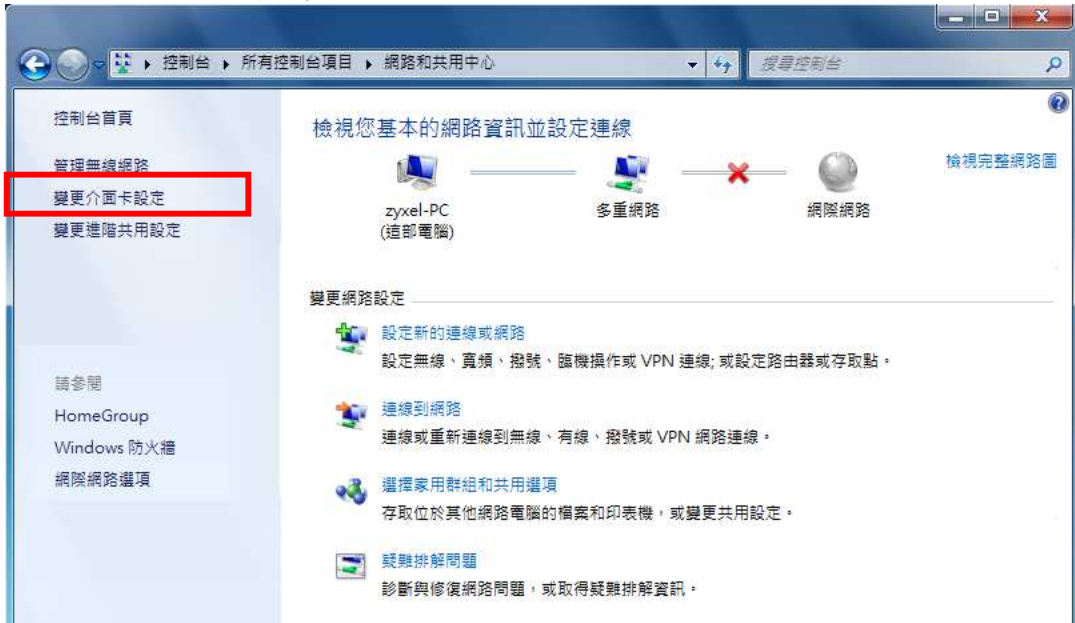 控制台 ▸ 所有控制台項目 ▸ 網路和共用中心
搜尋控制台
控制台首頁
管理無線網路
變更介面卡設定
變更進階共用設定
請參閱
HomeGroup
Windows 防火牆
網際網路選項
檢視您基本的網路資訊並設定連線
檢視完整網路圖
zyxel-PC
(這部電腦)
多重網路
網際網路
變更網路設定
設定新的連線或網路
設定無線、寬頻、撥號、臨機操作或 VPN 連線; 或設定路由器或存取點。
連線到網路
連線或重新連線到無線、有線、撥號或 VPN 網路連線。
選擇家用群組和共用選項
存取位於其他網路電腦的檔案和印表機，或變更共用設定。
疑難排解問題
診斷與修復網路問題，或取得疑難排解資訊。